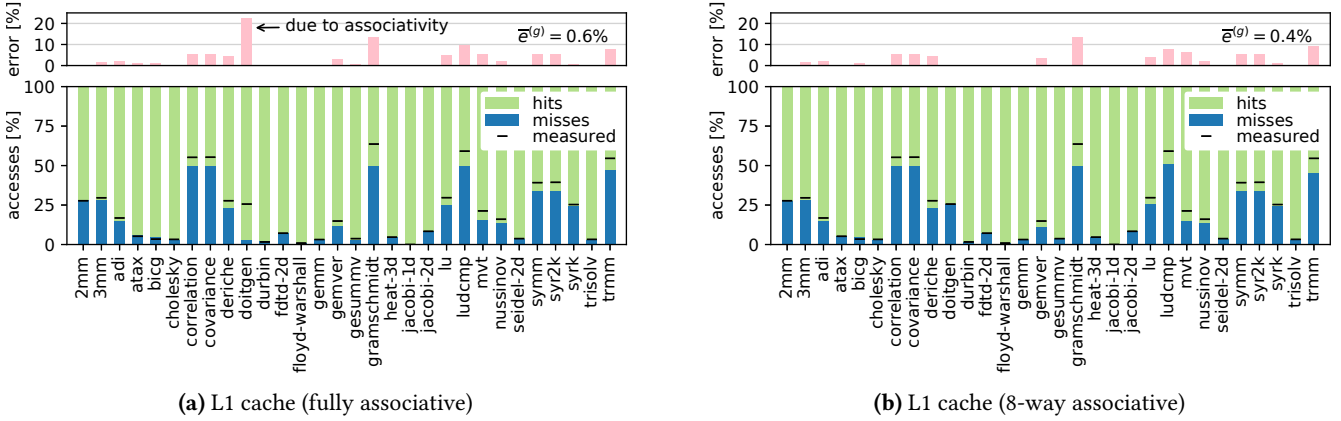 error [%]
20
10
0
due to associativity
e̅⁽ᵍ⁾ = 0.6%
accesses [%]
100
75
50
25
0
hits
misses
measured
2mm
3mm
adi
atax
bicg
cholesky
correlation
covariance
deriche
doitgen
durbin
fdtd-2d
floyd-warshall
gemm
gemver
gesummv
gramschmidt
heat-3d
jacobi-1d
jacobi-2d
lu
ludcmp
mvt
nussinov
seidel-2d
symm
syr2k
syrk
trisolv
trmm
(a) L1 cache (fully associative)
error [%]
20
10
0
e̅⁽ᵍ⁾ = 0.4%
accesses [%]
100
75
50
25
0
hits
misses
measured
2mm
3mm
adi
atax
bicg
cholesky
correlation
covariance
deriche
doitgen
durbin
fdtd-2d
floyd-warshall
gemm
gemver
gesummv
gramschmidt
heat-3d
jacobi-1d
jacobi-2d
lu
ludcmp
mvt
nussinov
seidel-2d
symm
syr2k
syrk
trisolv
trmm
(b) L1 cache (8-way associative)